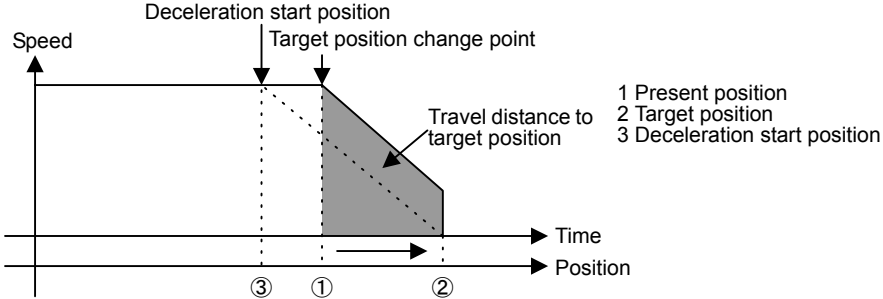 Deceleration start position
Target position change point
Speed
Travel distance to
target position
1 Present position
2 Target position
3 Deceleration start position
Time
Position
③ ① ②